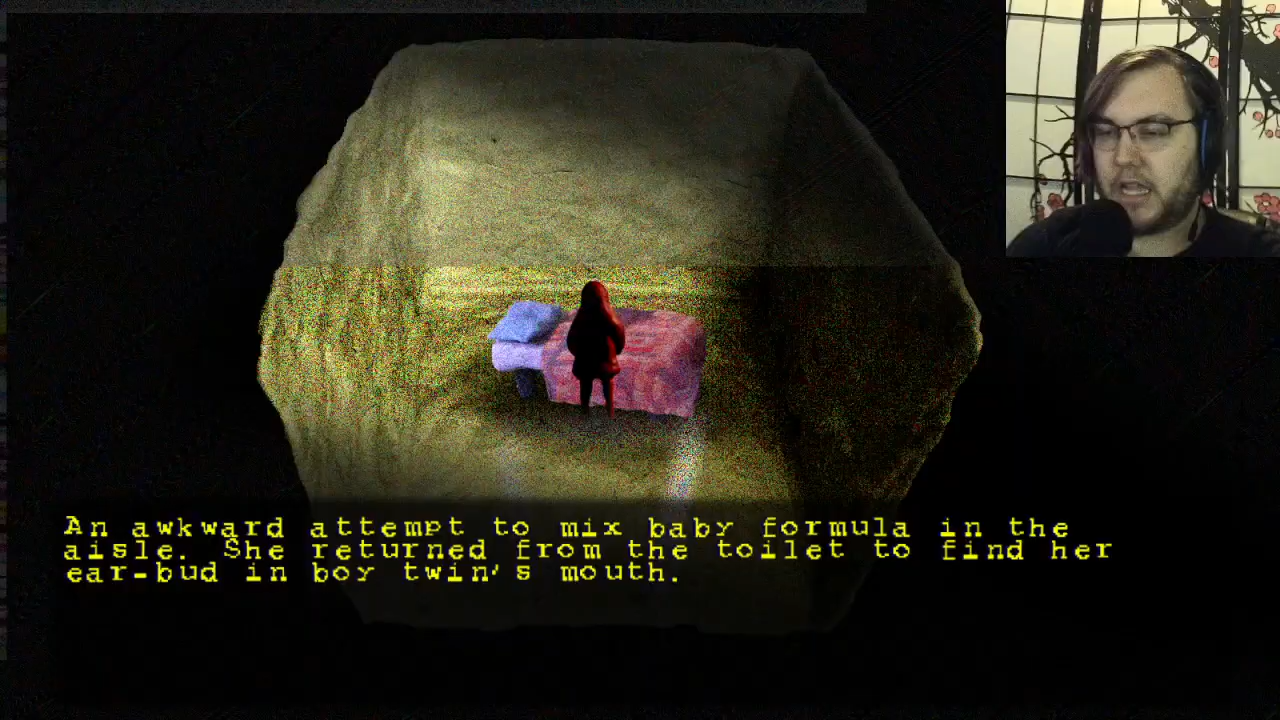 An awkward attempt to mix baby formula in the
aisle. She returned from the toilet to find her
ear-bud in boy twin's mouth.